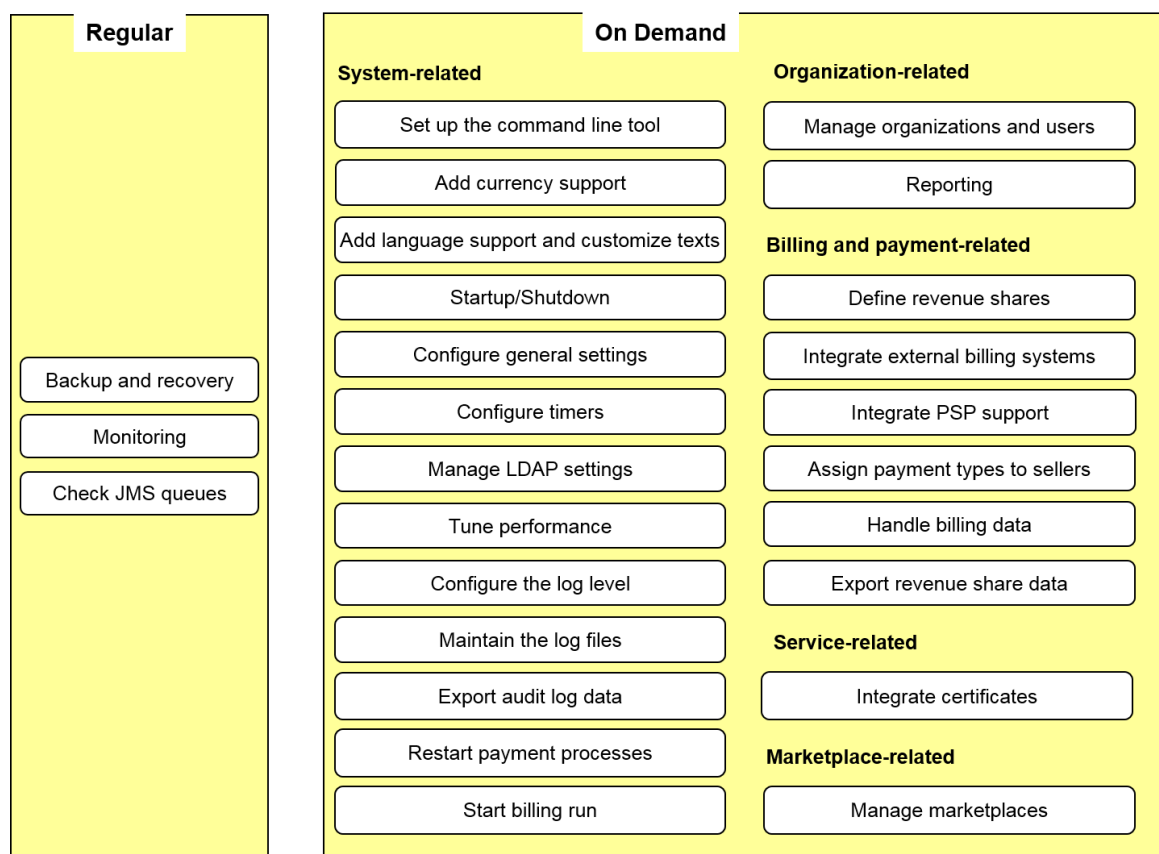 Regular
Backup and recovery
Monitoring
Check JMS queues
On Demand
System-related
Set up the command line tool
Add currency support
Add language support and customize texts
Startup/Shutdown
Configure general settings
Configure timers
Manage LDAP settings
Tune performance
Configure the log level
Maintain the log files
Export audit log data
Restart payment processes
Start billing run
Organization-related
Manage organizations and users
Reporting
Billing and payment-related
Define revenue shares
Integrate external billing systems
Integrate PSP support
Assign payment types to sellers
Handle billing data
Export revenue share data
Service-related
Integrate certificates
Marketplace-related
Manage marketplaces